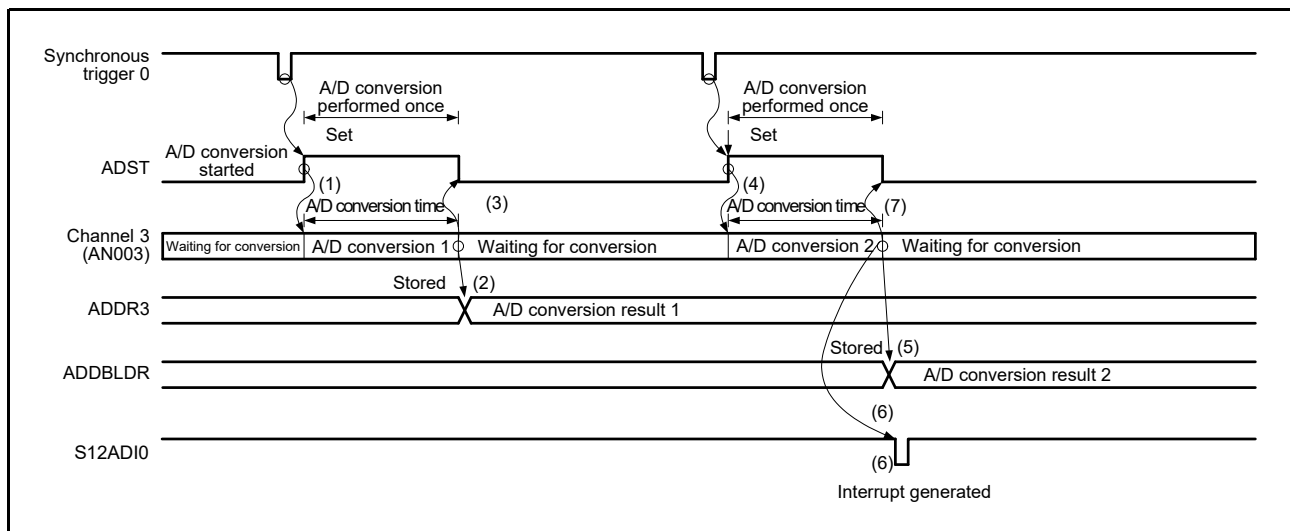 Synchronous
trigger 0
A/D conversion
performed once
A/D conversion
performed once
Set
Set
ADST
A/D conversion
started
(1)
(3)
(4)
(7)
A/D conversion time
A/D conversion time
Channel 3
(AN003)
Waiting for conversion
A/D conversion 1
Waiting for conversion
A/D conversion 2
Waiting for conversion
Stored
(2)
ADDR3
A/D conversion result 1
Stored
(5)
ADDBLDR
A/D conversion result 2
(6)
S12ADI0
(6)
Interrupt generated